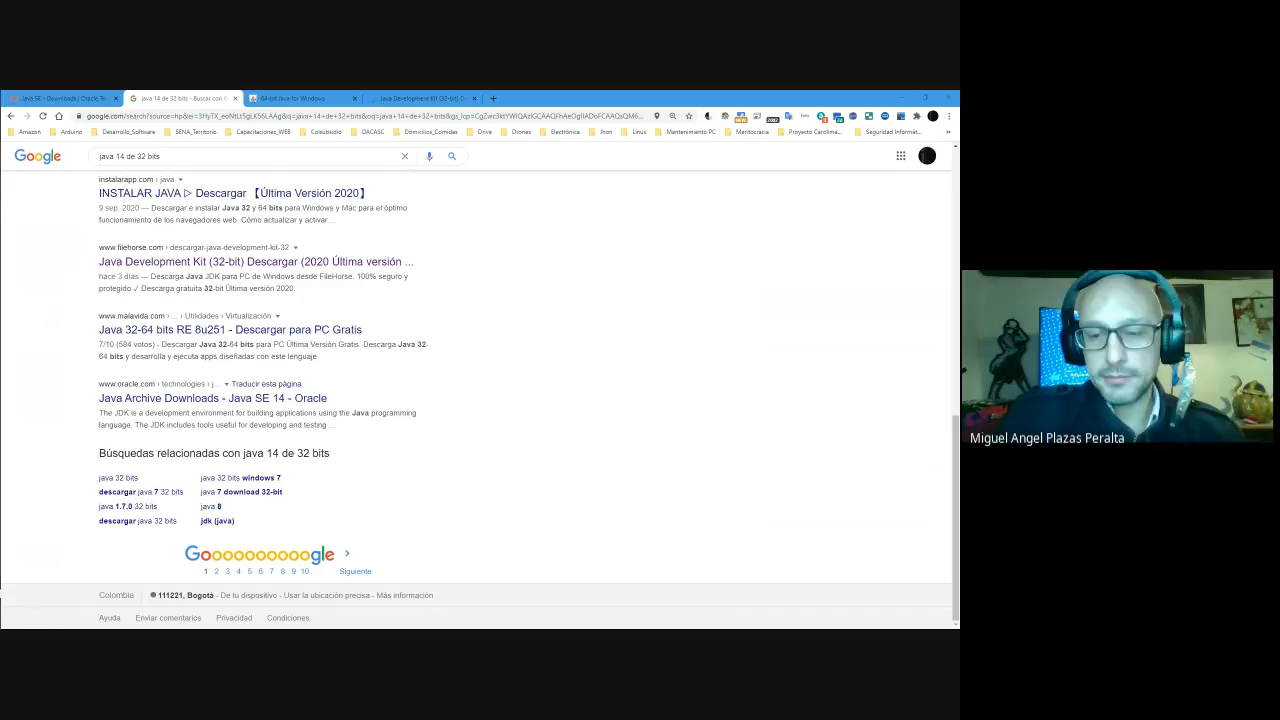 Java SE - Downloads | Oracle Te
java 14 de 32 bits - Buscar con G
64-bit Java for Windows
Java Development Kit (32-bit) D
Amazon
Arduino
Desarrollo_Software
SENA_Territorio
Capacitaciones_WEB
Colsubsidio
DACASC
Domicilios_Comidas
Drive
Drones
Electrónica
Jhon
Linux
Mantenimiento PC
Meritocracia
Proyecto Carolina...
Seguridad Informát...
Google
java 14 de 32 bits
instalarapp.com › java
INSTALAR JAVA ▷ Descargar 【Última Versión 2020】
9 sep. 2020 — Descargar e instalar Java 32 y 64 bits para Windows y Mac para el óptimo
funcionamiento de los navegadores web. Cómo actualizar y activar ...
www.filehorse.com › descargar-java-development-kit-32
Java Development Kit (32-bit) Descargar (2020 Última versión ...
hace 3 días — Descarga Java JDK para PC de Windows desde FileHorse. 100% seguro y
protegido ✓ Descarga gratuita 32-bit Última versión 2020.
www.malavida.com › ... › Utilidades › Virtualización
Java 32-64 bits RE 8u251 - Descargar para PC Gratis
7/10 (584 votos) - Descargar Java 32-64 bits para PC Última Versión Gratis. Descarga Java 32-
64 bits y desarrolla y ejecuta apps diseñadas con este lenguaje.
www.oracle.com › technologies › j... Traducir esta página
Java Archive Downloads - Java SE 14 - Oracle
The JDK is a development environment for building applications using the Java programming
language. The JDK includes tools useful for developing and testing ...
Búsquedas relacionadas con java 14 de 32 bits
java 32 bits
java 32 bits windows 7
descargar java 7 32 bits
java 7 download 32-bit
java 1.7.0 32 bits
java 8
descargar java 32 bits
jdk (java)
Goooooooooogle
1 2 3 4 5 6 7 8 9 10 Siguiente
Colombia
111221, Bogotá - De tu dispositivo - Usar la ubicación precisa - Más información
Ayuda Enviar comentarios Privacidad Condiciones
Miguel Angel Plazas Peralta